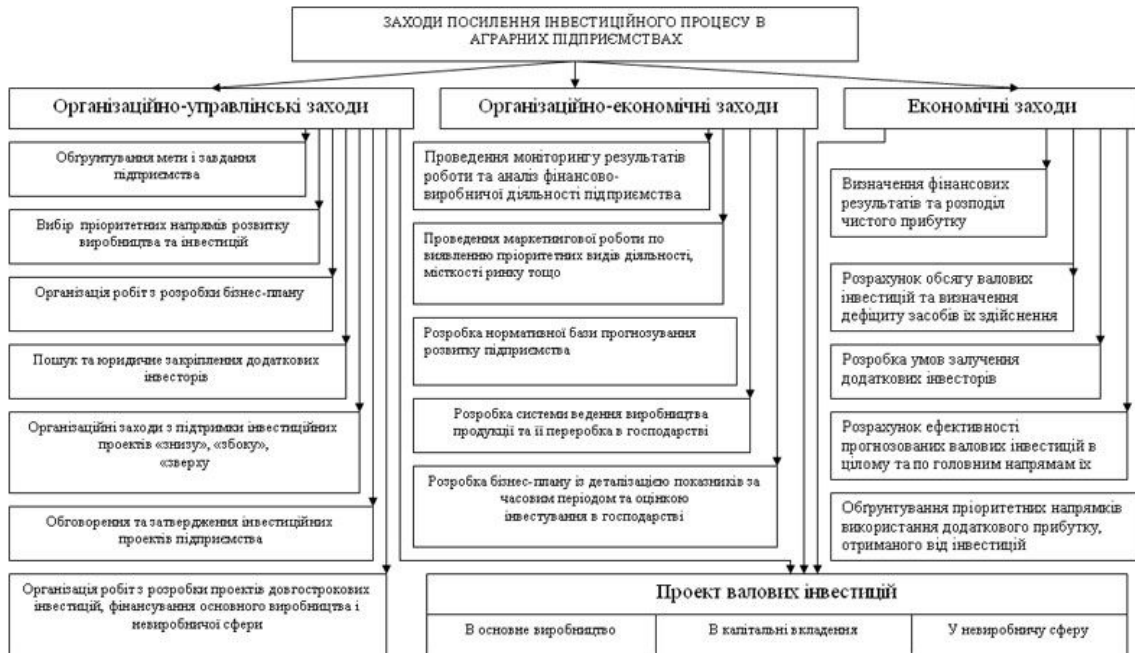 ЗАХОДИ ПОСИЛЕННЯ ІНВЕСТИЦІЙНОГО ПРОЦЕСУ В
АГРАРНИХ ПІДПРИЄМСТВАХ
Організаційно-управлінські заходи
Обґрунтування мети і завдання
підприємства
Вибір пріоритетних напрямів розвитку
виробництва та інвестицій
Організація робіт з розробки бізнес-плану
Пошук та юридичне закріплення додаткових
інвесторів
Організаційні заходи з підтримки інвестиційних
проектів «знизу», «збоку»,
«зверху
Обговорення та затвердження інвестиційних
проектів підприємства
Організація робіт з розробки проектів довгострокових
інвестицій, фінансування основного виробництва і
невиробничої сфери
Організаційно-економічні заходи
Проведення моніторингу результатів
роботи та аналіз фінансово-
виробничої діяльності підприємства
Проведення маркетингової роботи по
виявленню пріоритетних видів діяльності,
місткості ринку тощо
Розробка нормативної бази прогнозування
розвитку підприємства
Розробка системи ведення виробництва
продукції та її переробка в господарстві
Розробка бізнес-плану із деталізацією показників за
часовим періодом та оцінкою
інвестування в господарстві
Економічні заходи
Визначення фінансових
результатів та розподіл
чистого прибутку
Розрахунок обсягу валових
інвестицій та визначення
дефіциту засобів їх здійснення
Розробка умов залучення
додаткових інвесторів
Розрахунок ефективності
прогнозованих валових інвестицій в
цілому та по головним напрямам їх
Обґрунтування пріоритетних напрямків
використання додаткового прибутку,
отриманого від інвестицій
Проект валових інвестицій
В основне виробництво
В капітальні вкладення
У невиробничу сферу